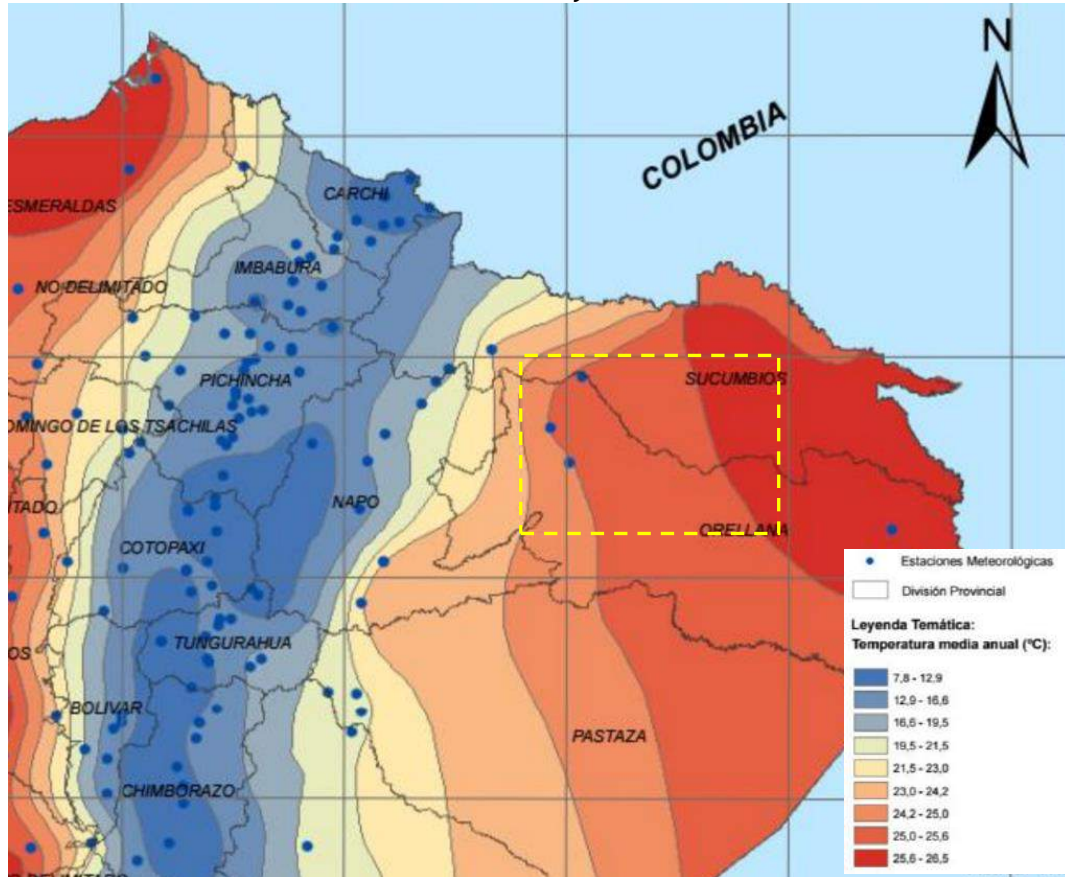 N
COLOMBIA
CARCHI
ESMERALDAS
IMBABURA
NO DELIMITADO
PICHINCHA
SUCUMBIOS
OMINGO DE LOS TSACHILAS
NAPO
ITADO
ORELLANA
COTOPAXI
TUNGURAHUA
OS
BOLIVAR
PASTAZA
CHIMBORAZO
O DELIMITADO
Estaciones Meteorológicas
División Provincial
Leyenda Temática:
Temperatura media anual (°C):
7,8 - 12,9
12,9 - 16,6
16,6 - 19,5
19,5 - 21,5
21,5 - 23,0
23,0 - 24,2
24,2 - 25,0
25,0 - 25,6
25,6 - 26,5